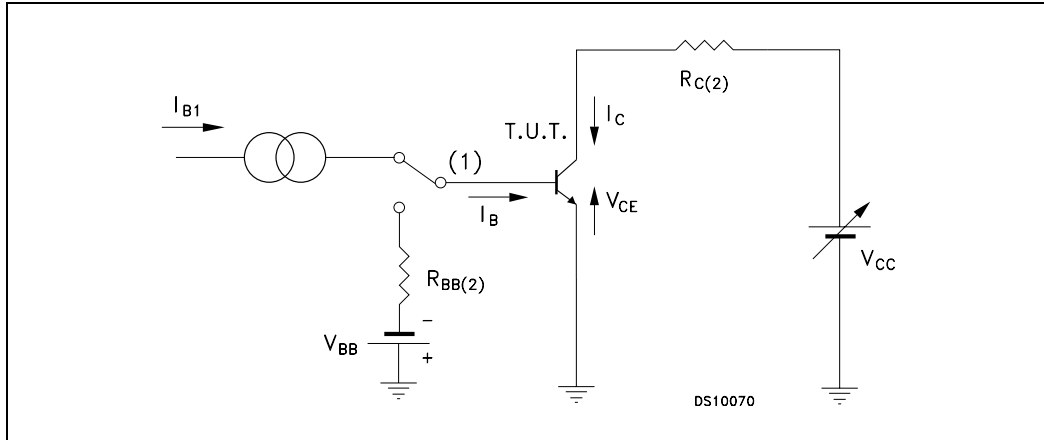 I_B1
R_C(2)
T.U.T.
I_C
(1)
I_B
V_CE
R_BB(2)
V_CC
V_BB
−
+
DS10070